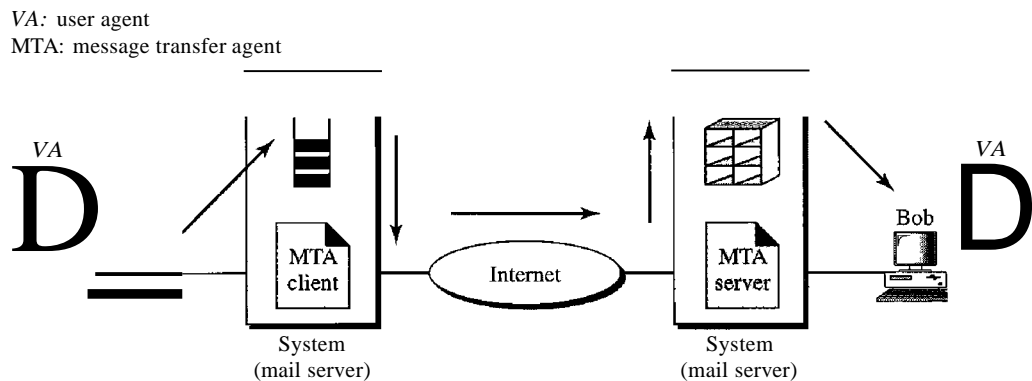 VA: user agent
MTA: message transfer agent
VA
D
VA
D
Bob
MTA
client
Internet
MTA
server
System
(mail server)
System
(mail server)